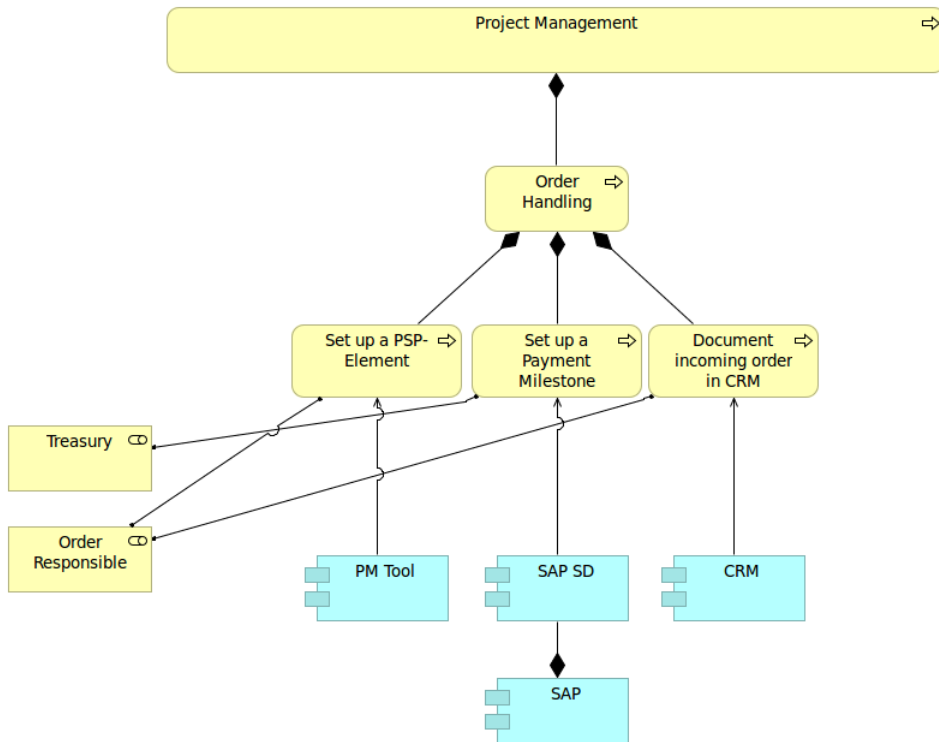 Project Management
Order
Handling
Set up a PSP-
Element
Set up a
Payment
Milestone
Document
incoming order
in CRM
Treasury
Order
Responsible
PM Tool
SAP SD
CRM
SAP